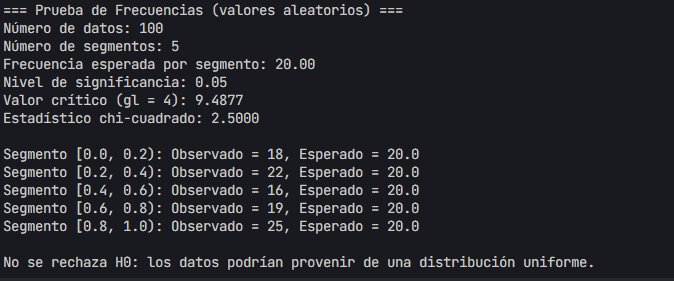 === Prueba de Frecuencias (valores aleatorios) ===
Número de datos: 100
Número de segmentos: 5
Frecuencia esperada por segmento: 20.00
Nivel de significancia: 0.05
Valor crítico (gl = 4): 9.4877
Estadístico chi-cuadrado: 2.5000
Segmento [0.0, 0.2): Observado = 18, Esperado = 20.0
Segmento [0.2, 0.4): Observado = 22, Esperado = 20.0
Segmento [0.4, 0.6): Observado = 16, Esperado = 20.0
Segmento [0.6, 0.8): Observado = 19, Esperado = 20.0
Segmento [0.8, 1.0): Observado = 25, Esperado = 20.0
No se rechaza H0: los datos podrían provenir de una distribución uniforme.